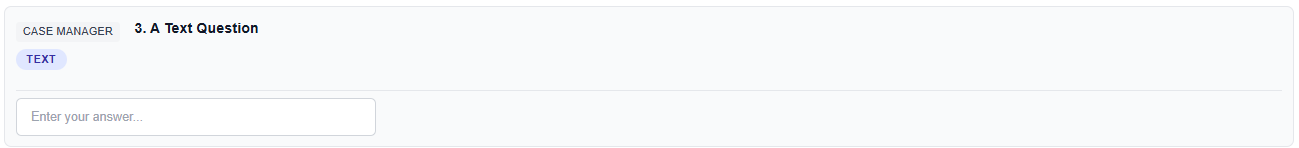 CASE MANAGER 3. A Text Question
TEXT
Enter your answer...